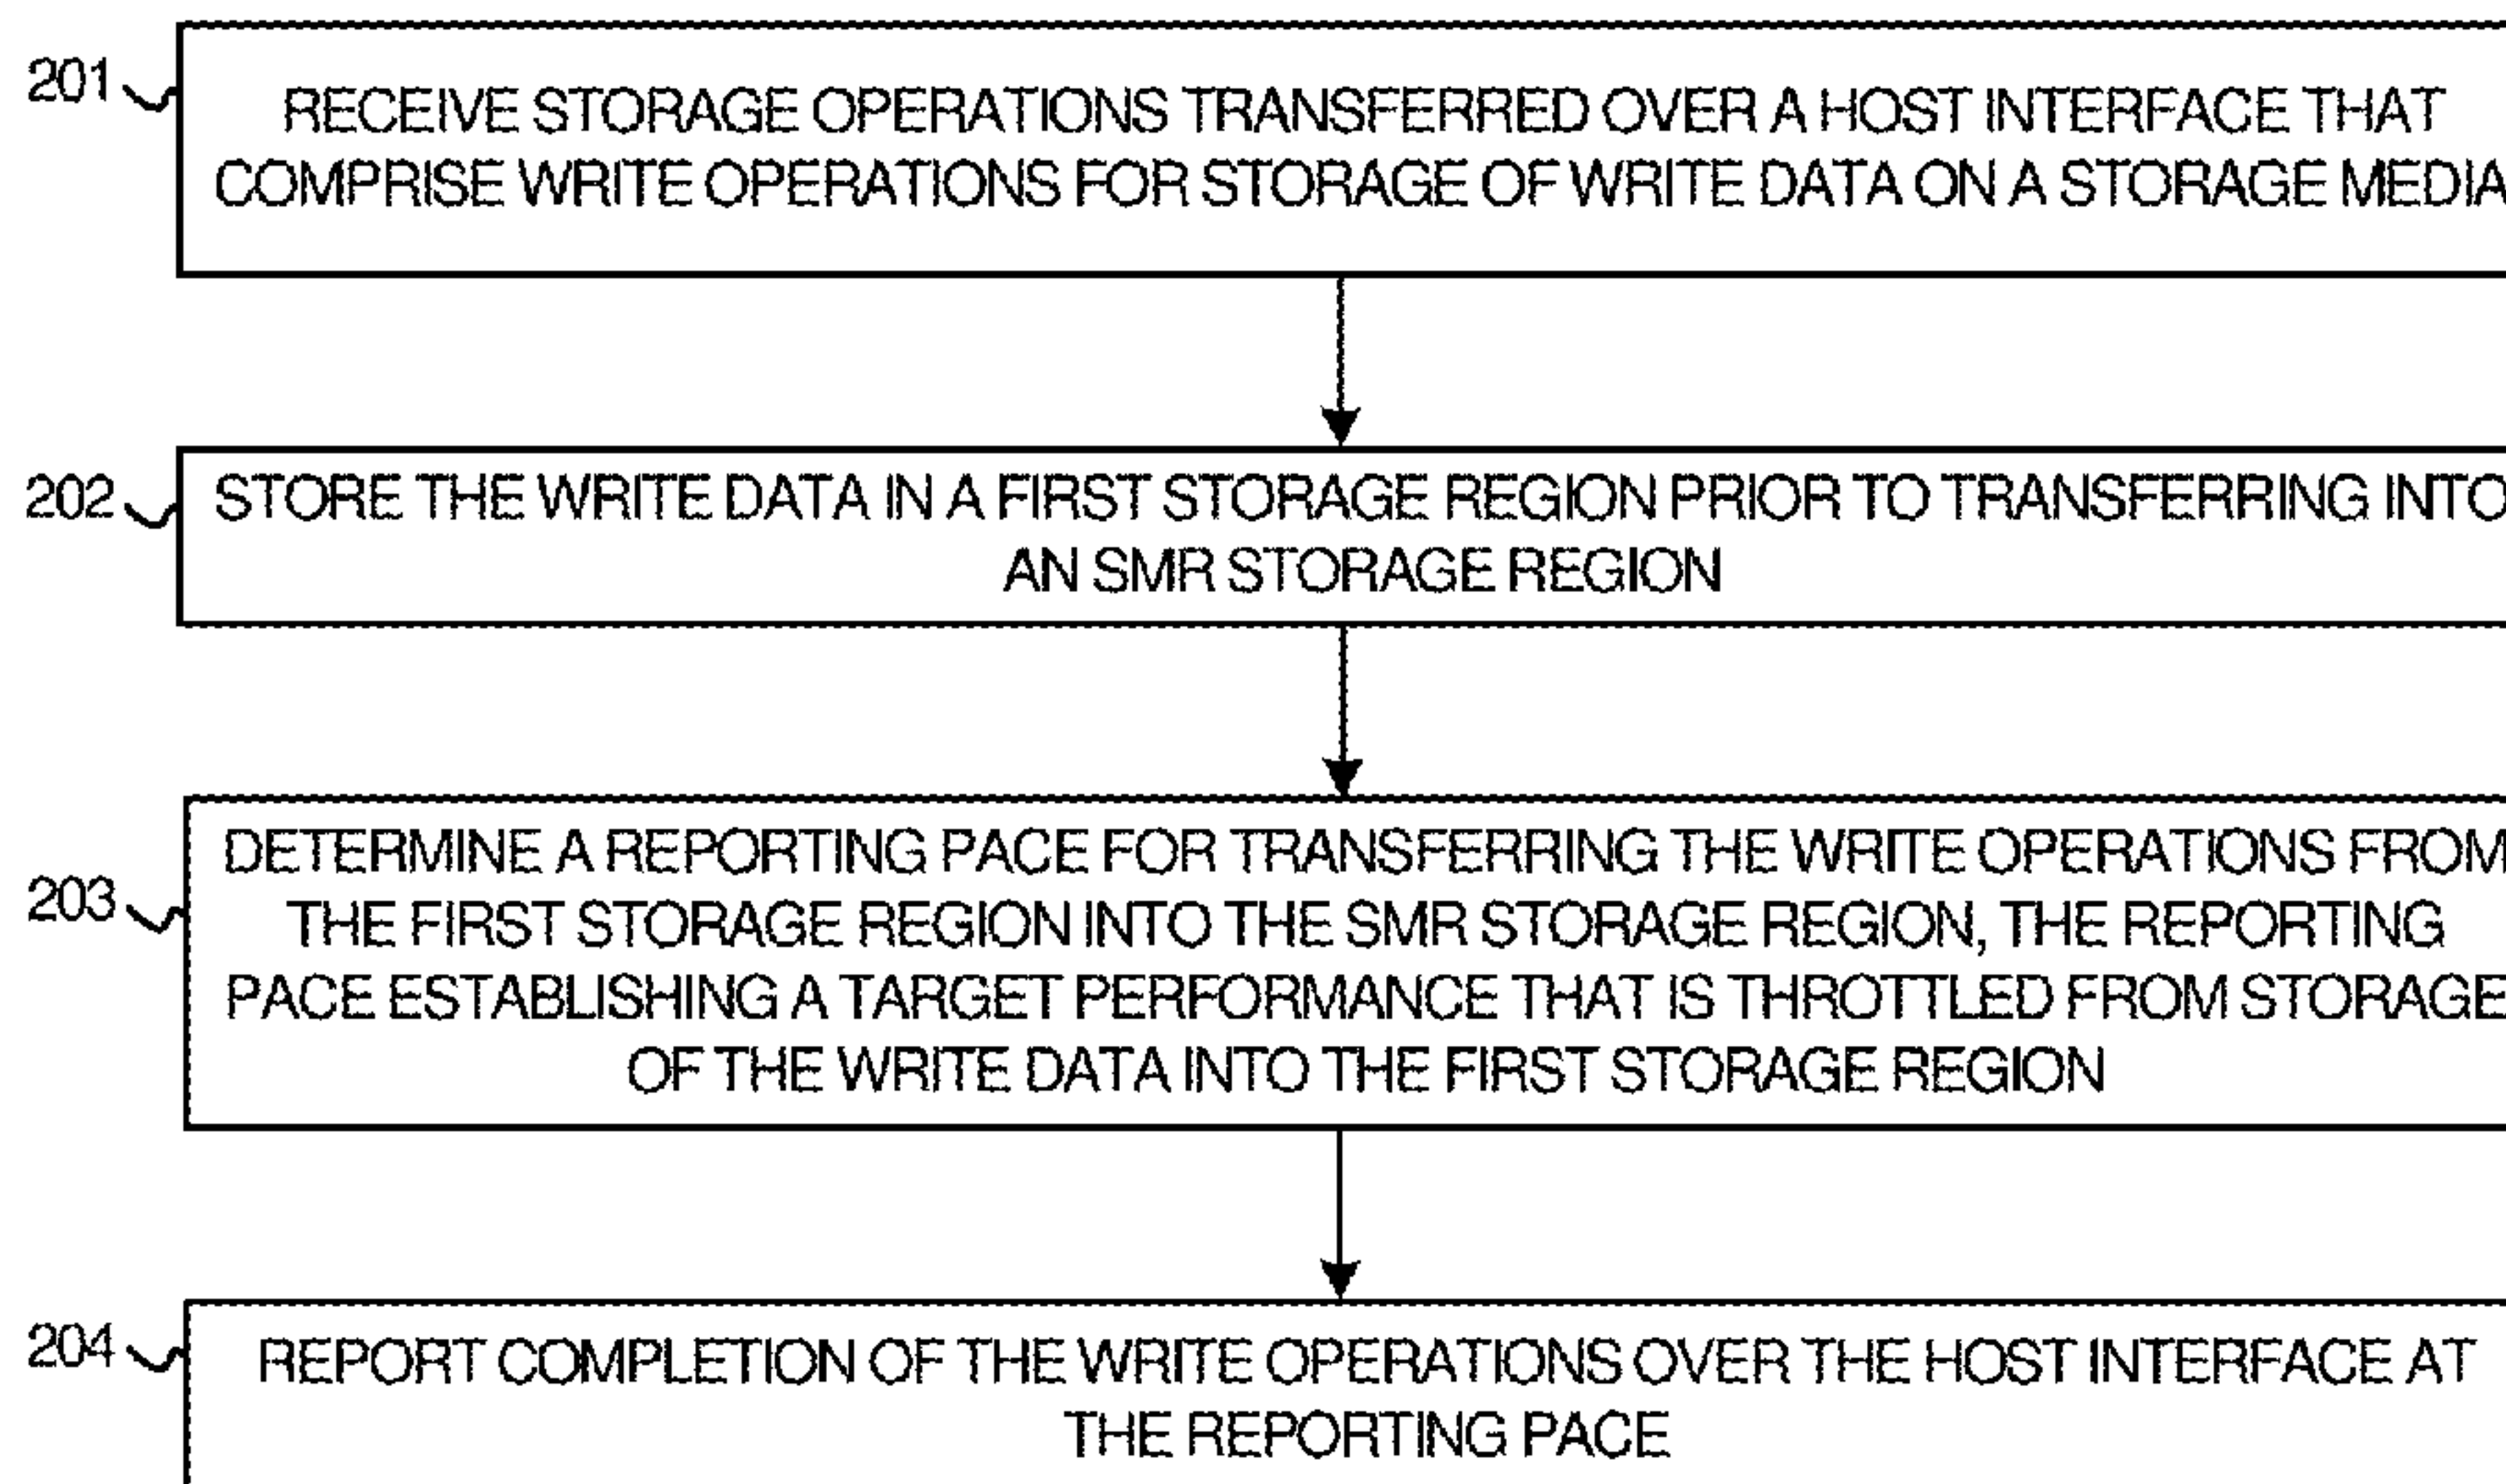 201
RECEIVE STORAGE OPERATIONS TRANSFERRED OVER A HOST INTERFACE THAT
COMPRISE WRITE OPERATIONS FOR STORAGE OF WRITE DATA ON A STORAGE MEDIA
202
STORE THE WRITE DATA IN A FIRST STORAGE REGION PRIOR TO TRANSFERRING INTO
AN SMR STORAGE REGION
203
DETERMINE A REPORTING PACE FOR TRANSFERRING THE WRITE OPERATIONS FROM
THE FIRST STORAGE REGION INTO THE SMR STORAGE REGION, THE REPORTING
PACE ESTABLISHING A TARGET PERFORMANCE THAT IS THROTTLED FROM STORAGE
OF THE WRITE DATA INTO THE FIRST STORAGE REGION
204
REPORT COMPLETION OF THE WRITE OPERATIONS OVER THE HOST INTERFACE AT
THE REPORTING PACE